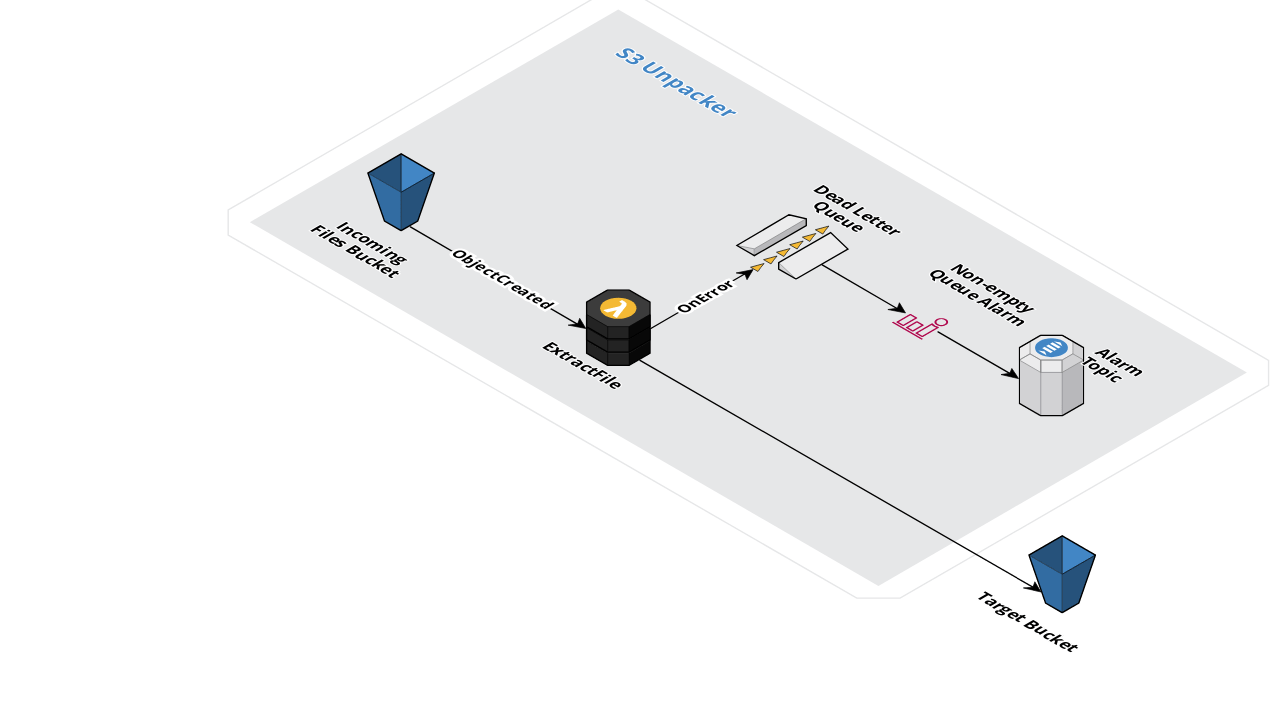 S3 Unpacker
Incoming
Files Bucket
ObjectCreated
ExtractFile
OnError
Dead Letter
Queue
Non-empty
Queue Alarm
Alarm
Topic
Target Bucket